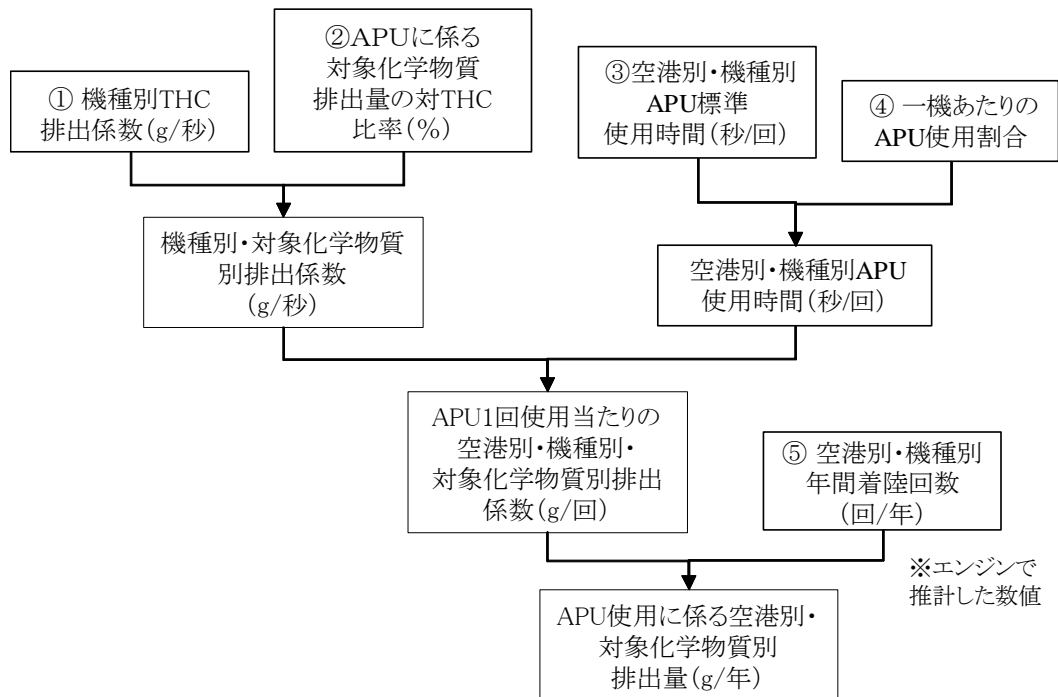 ① 機種別THC
排出係数(g/秒)
②APUに係る
対象化学物質
排出量の対THC
比率(%)
③空港別・機種別
APU標準
使用時間(秒/回)
④ 一機あたりの
APU使用割合
機種別・対象化学物質
別排出係数
(g/秒)
空港別・機種別APU
使用時間(秒/回)
APU1回使用当たりの
空港別・機種別・
対象化学物質別排出
係数(g/回)
⑤ 空港別・機種別
年間着陸回数
(回/年)
※エンジンで
推計した数値
APU使用に係る空港別・
対象化学物質別
排出量(g/年)